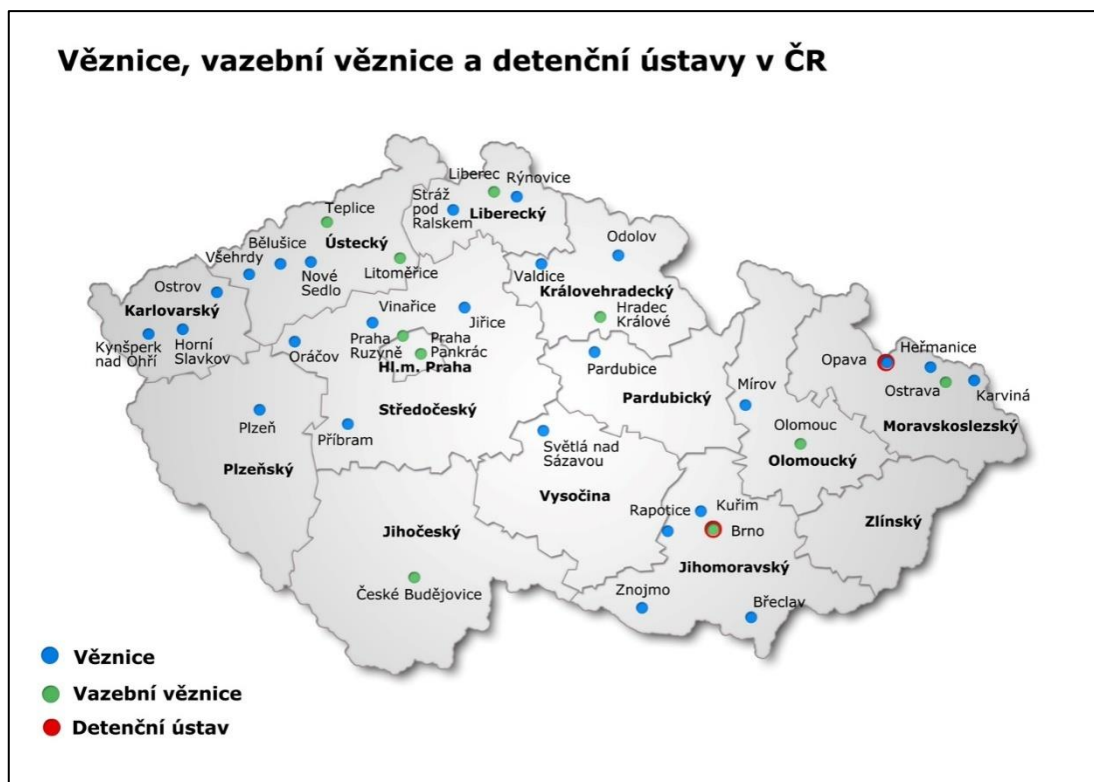 Věznice, vazební věznice a detenční ústavy v ČR
Liberec
Rýnovice
Stráž
pod
Ralskem
Liberecký
Teplice
Ústecký
Bělušice
Všehrdy
Nové
Sedlo
Litoměřice
Odolov
Valdice
Královehradecký
Hradec
Králové
Ostrov
Karlovarský
Kynšperk
nad Ohří
Horní
Slavkov
Vinařice
Jiřice
Oráčov
Praha
Ruzyně
Praha
Pankrác
Hl.m. Praha
Středočeský
Příbram
Plzeň
Plzeňský
Pardubice
Pardubický
Opava
Heřmanice
Ostrava
Karviná
Moravskoslezský
Mírov
Olomouc
Olomoucký
Světlá nad
Sázavou
Vysočina
Zlínský
Rapotice
Kuřim
Brno
Jihomoravský
Znojmo
Břeclav
Jihočeský
České Budějovice
Věznice
Vazební věznice
Detenční ústav